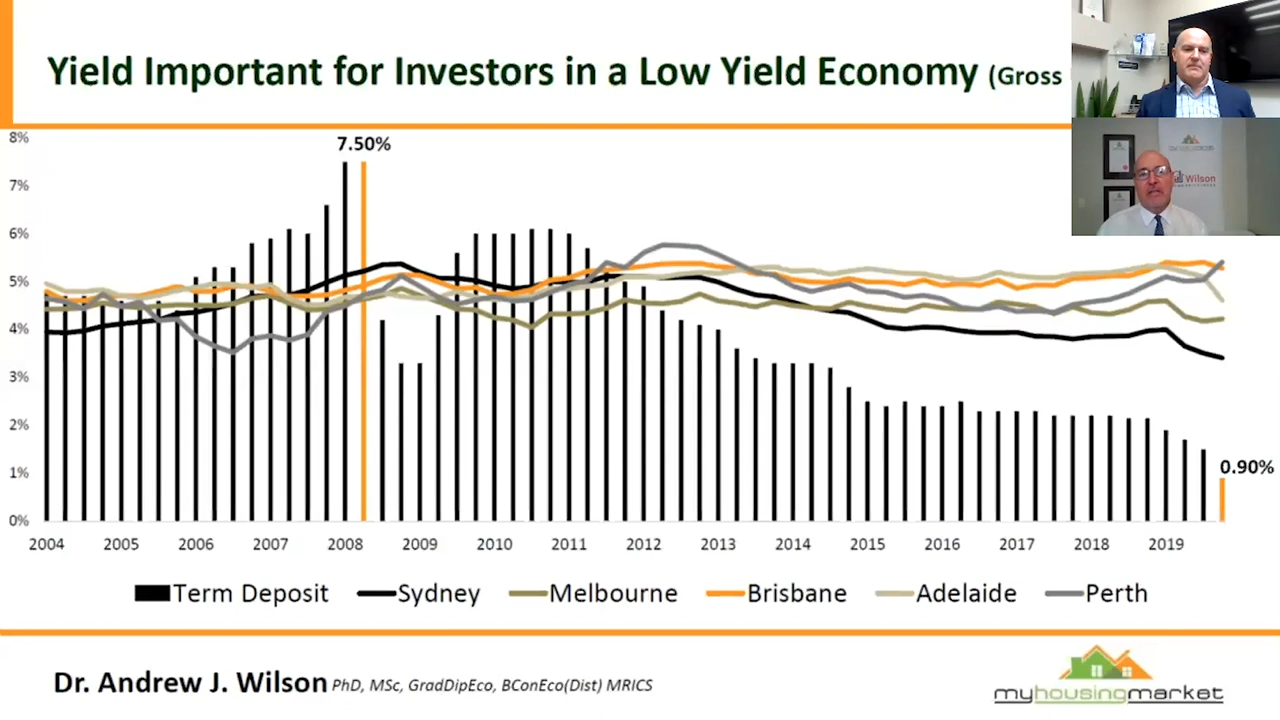 Yield Important for Investors in a Low Yield Economy (Gross
7.50%
8%
7%
6%
5%
4%
3%
2%
1%
0%
0.90%
2004 2005 2006 2007 2008 2009 2010 2011 2012 2013 2014 2015 2016 2017 2018 2019
Term Deposit Sydney Melbourne Brisbane Adelaide Perth
Wilson
Dr. Andrew J. Wilson PhD, MSc, GradDipEco, BConEco(Dist) MRICS
myhousingmarket